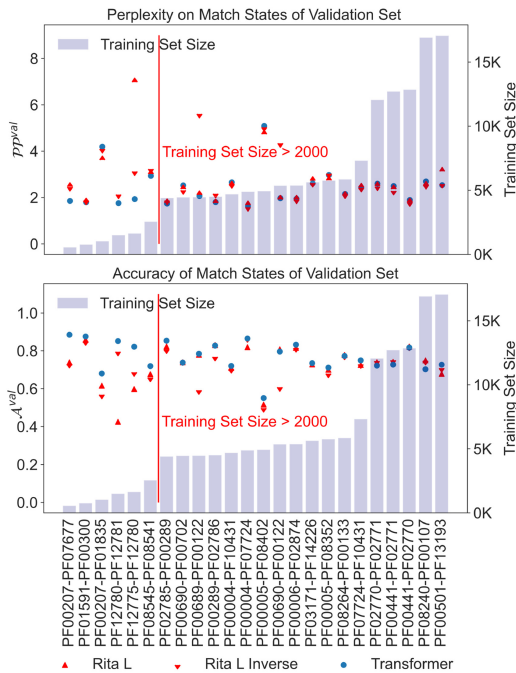 Perplexity on Match States of Validation Set
Training Set Size
Training Set Size > 2000
8
6
4
2
0
𝒫𝒫^val
15K
10K
5K
0K
Training Set Size
Accuracy of Match States of Validation Set
Training Set Size
Training Set Size > 2000
1.0
0.8
0.6
0.4
0.2
0.0
𝒜^val
15K
10K
5K
0K
Training Set Size
PF00207-PF07677
PF01591-PF00300
PF00207-PF01835
PF12780-PF12781
PF12775-PF12780
PF08545-PF08541
PF02785-PF00289
PF00690-PF00702
PF00689-PF00122
PF00289-PF02786
PF00004-PF10431
PF00004-PF07724
PF00005-PF08402
PF00690-PF00122
PF00006-PF02874
PF03171-PF14226
PF00005-PF08352
PF08264-PF00133
PF07724-PF10431
PF02770-PF02771
PF00441-PF02771
PF00441-PF02770
PF08240-PF00107
PF00501-PF13193
Rita L
Rita L Inverse
Transformer